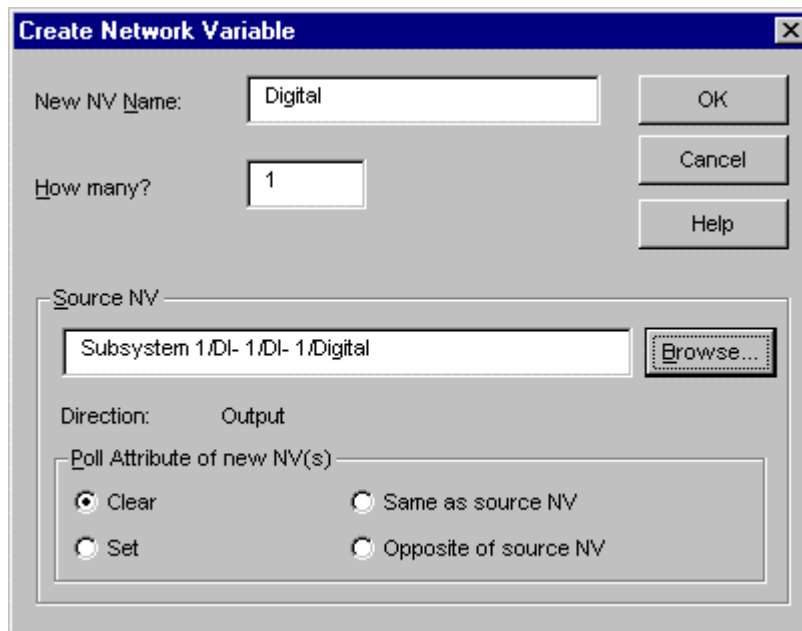 Create Network Variable
New NV Name:
Digital
OK
Cancel
How many?
1
Help
Source NV
Subsystem 1/DI- 1/DI- 1/Digital
Browse...
Direction: Output
Poll Attribute of new NV(s)
Clear
Same as source NV
Set
Opposite of source NV